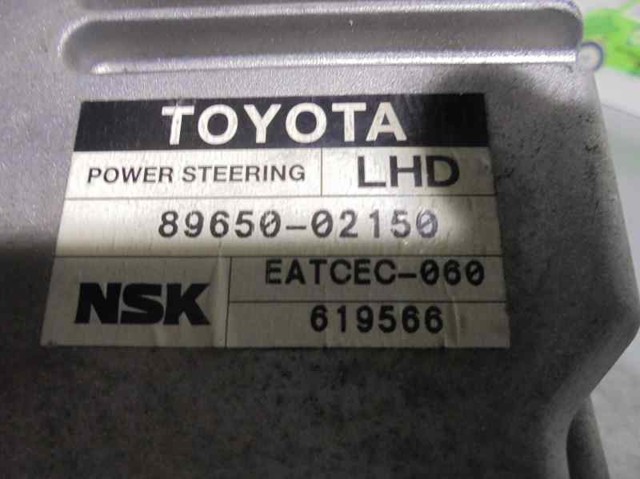 TOYOTA
POWER STEERING LHD
89650-02150
NSK EATCEC-060
619566